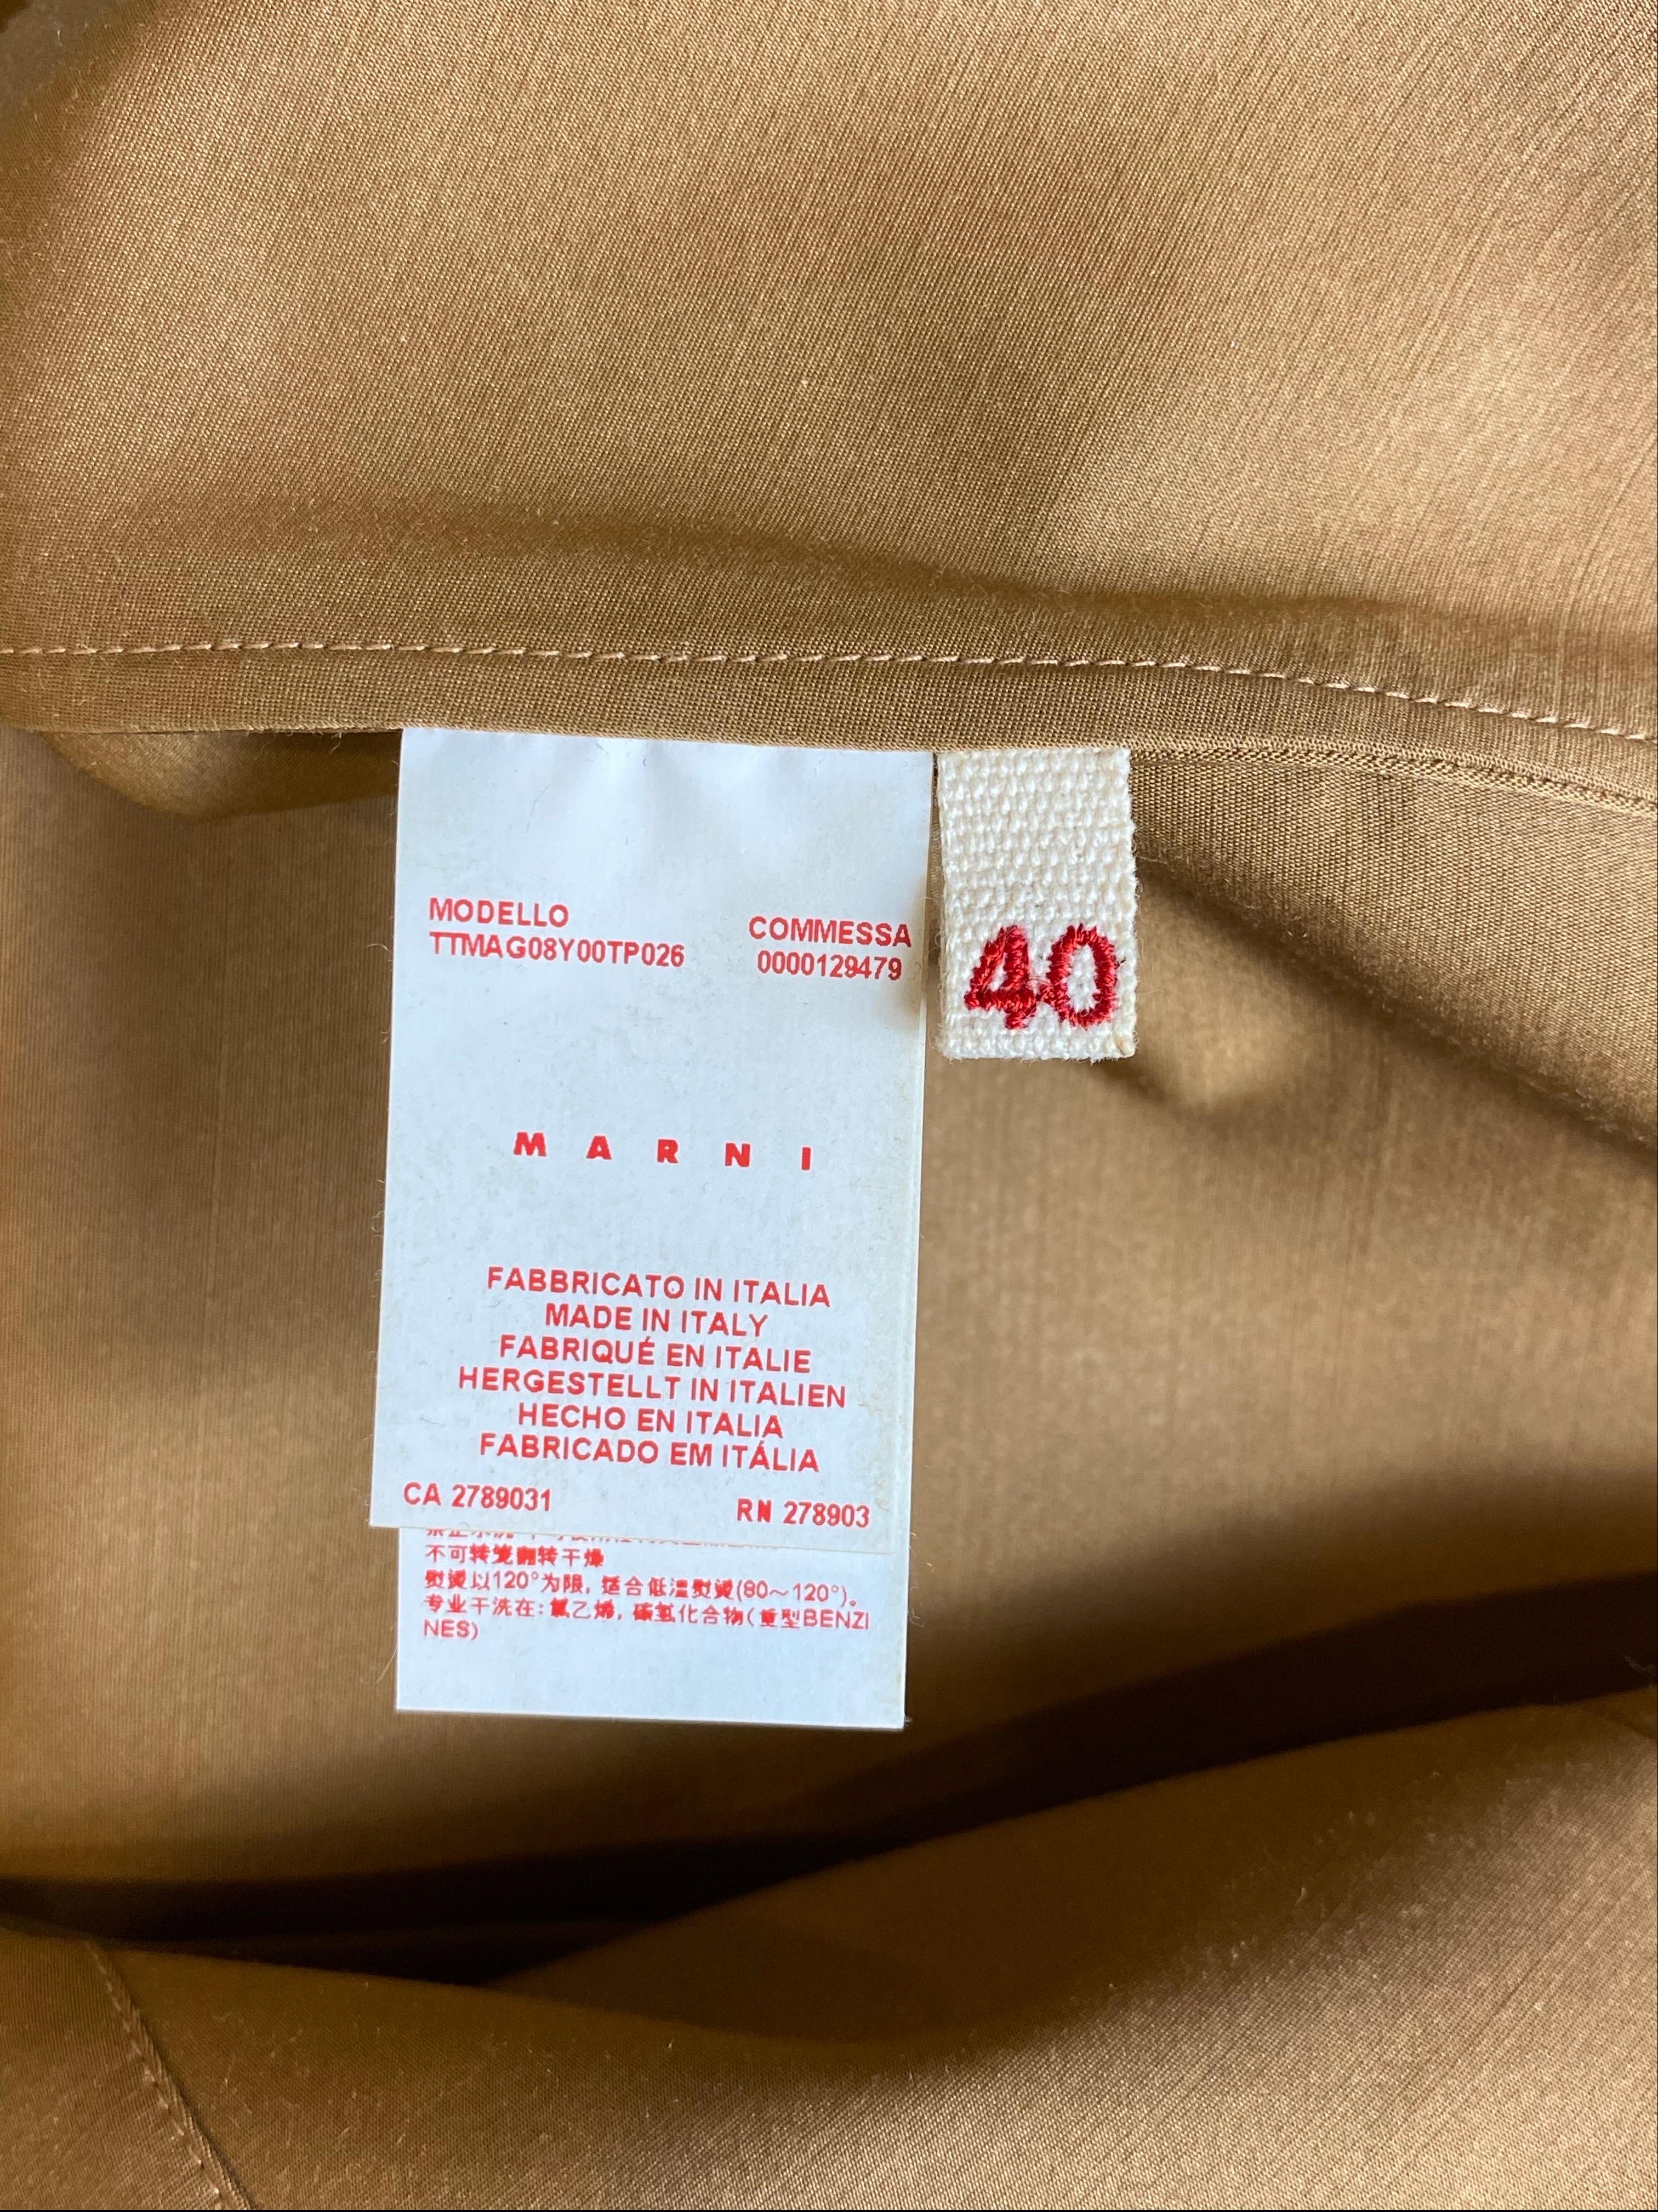 MODELLO
TTMAG08Y00TP026
COMMESSA
0000129479
40
MARNI
FABBRICATO IN ITALIA
MADE IN ITALY
FABRIQUÉ EN ITALIE
HERGESTELLT IN ITALIEN
HECHO EN ITALIA
FABRICADO EM ITÁLIA
CA 2789031
RN 278903
不可转笼翻转干燥
熨烫以120°为限, 适合低温熨烫(80～120°)。
专业干洗在: 氯乙烯, 碳氢化合物(重型BENZI
NES)